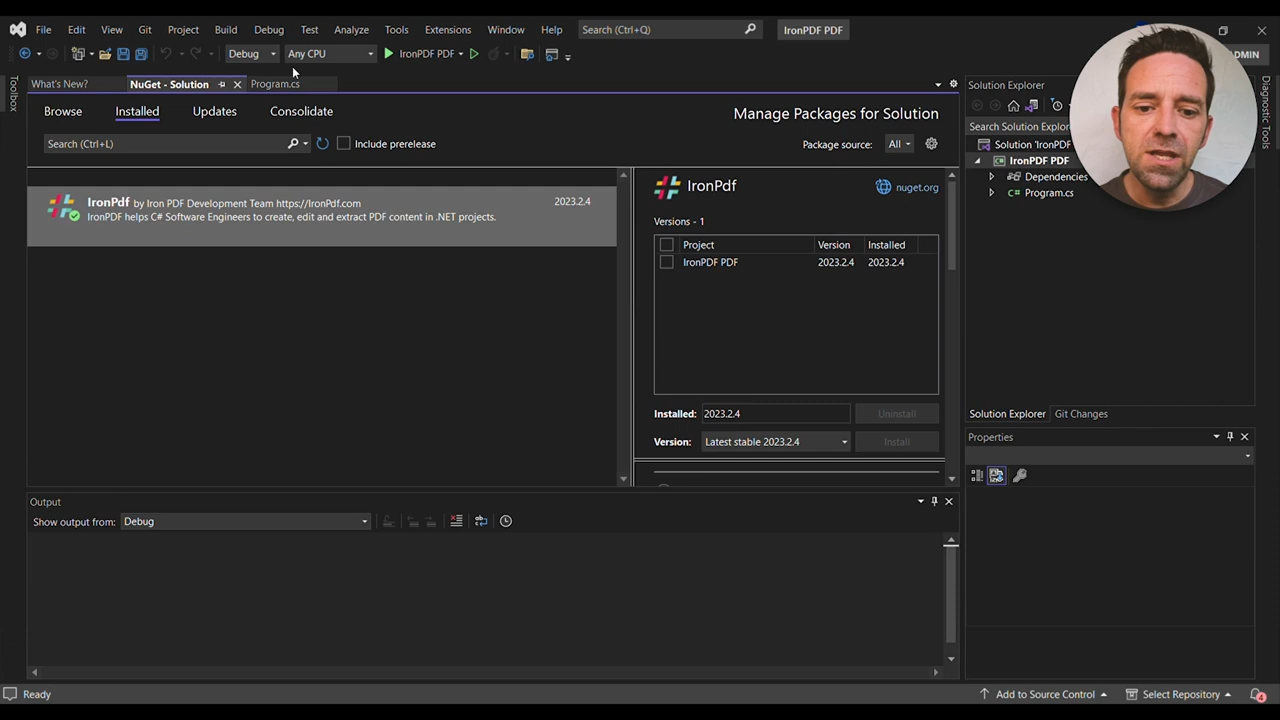 File Edit View Git Project Build Debug Test Analyze Tools Extensions Window Help Search (Ctrl+Q) IronPDF PDF
Debug Any CPU IronPDF PDF ADMIN
Toolbox
What's New? NuGet - Solution Program.cs
Browse Installed Updates Consolidate Manage Packages for Solution
Search (Ctrl+L) Include prerelease Package source: All
IronPdf by Iron PDF Development Team https://IronPdf.com 2023.2.4
IronPDF helps C# Software Engineers to create, edit and extract PDF content in .NET projects.
IronPdf nuget.org
Versions - 1
Project Version Installed
IronPDF PDF 2023.2.4 2023.2.4
Installed: 2023.2.4 Uninstall
Version: Latest stable 2023.2.4 Install
Solution Explorer
Search Solution Explo
Solution 'IronPDF
IronPDF PDF
Dependencies
Program.cs
Solution Explorer Git Changes
Properties
Diagnostic Tools
Output
Show output from: Debug
Ready Add to Source Control Select Repository 4